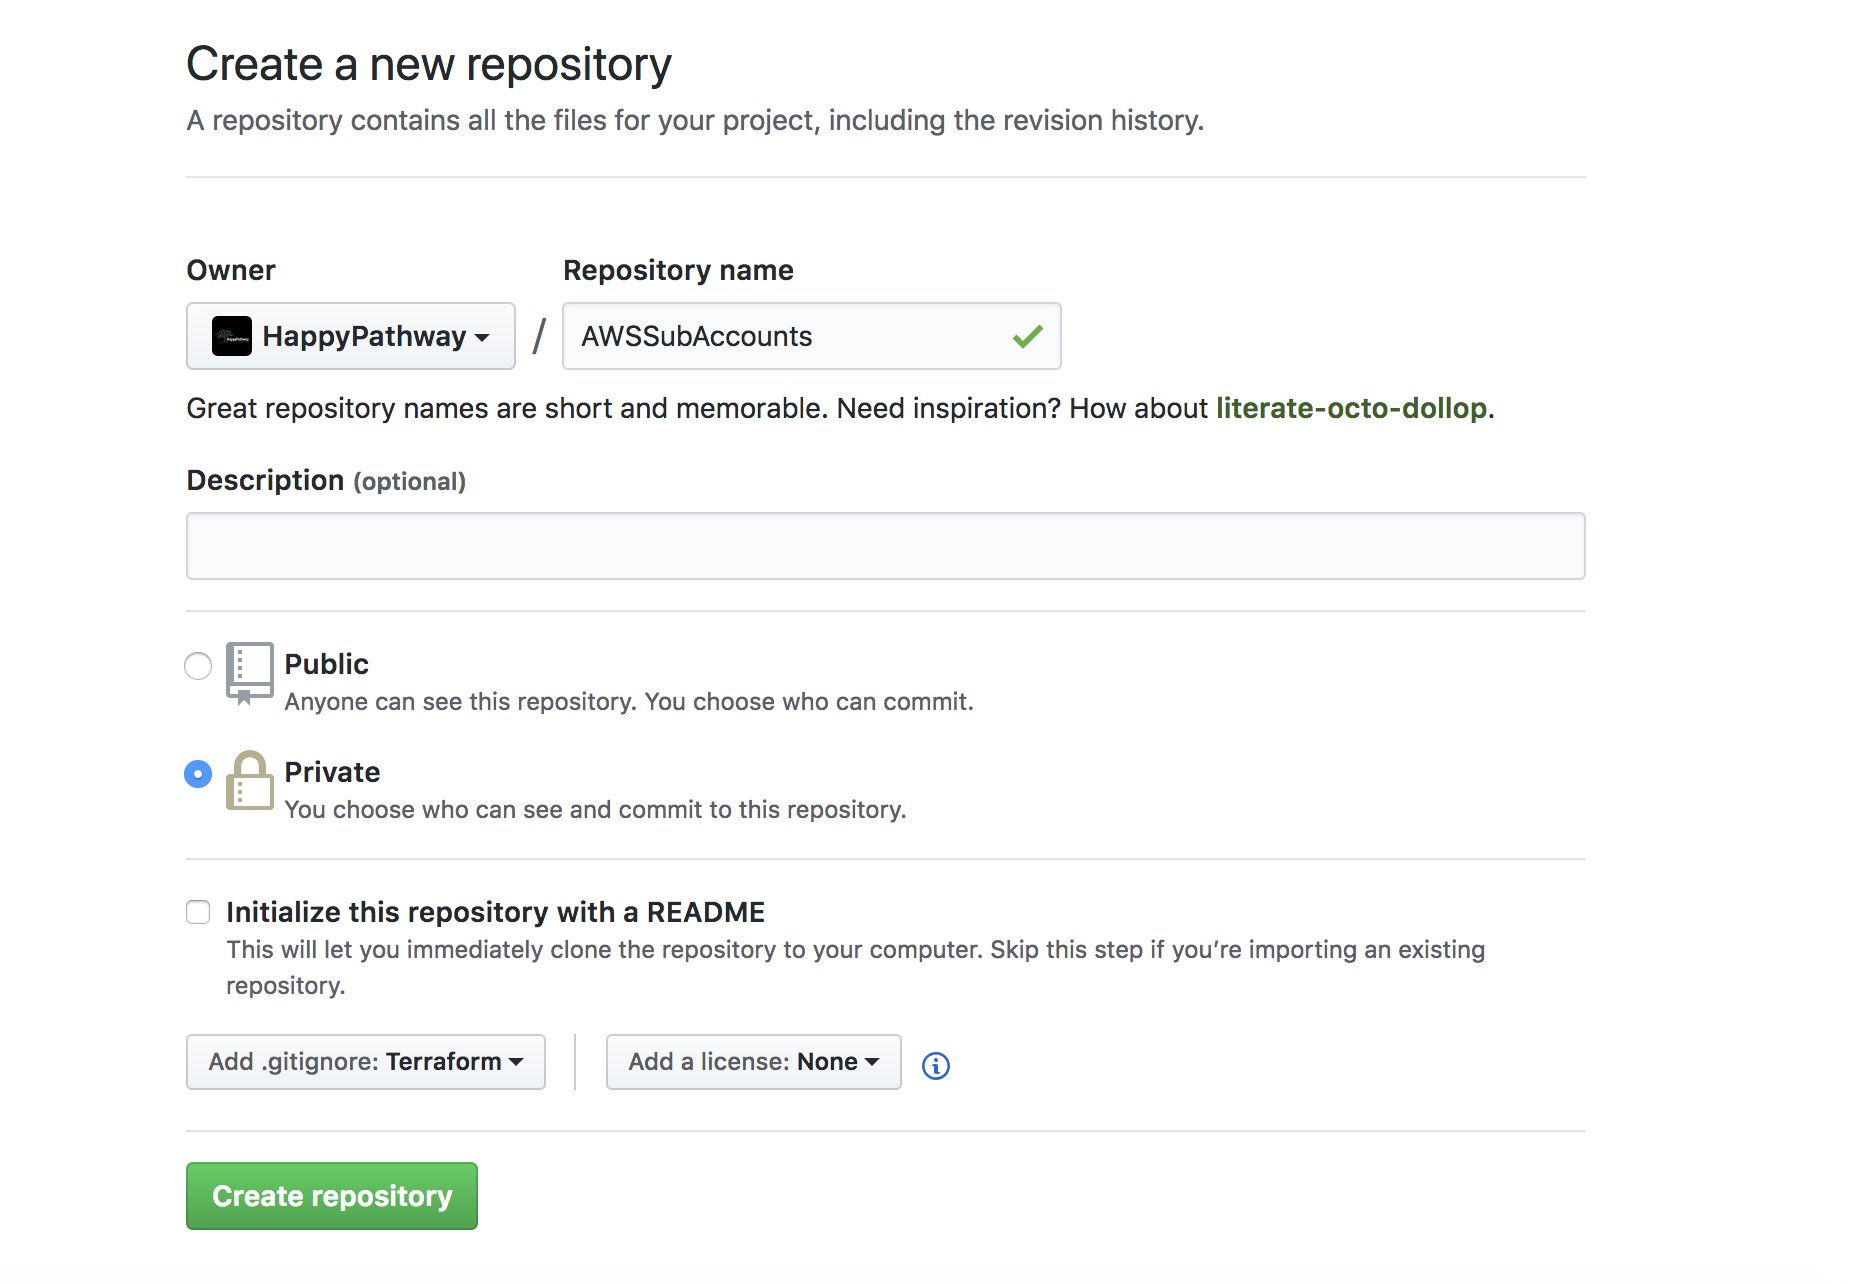 Create a new repository
A repository contains all the files for your project, including the revision history.
Owner
Repository name
HappyPathway
/
AWSSubAccounts
Great repository names are short and memorable. Need inspiration? How about literate-octo-dollop.
Description (optional)
Public
Anyone can see this repository. You choose who can commit.
Private
You choose who can see and commit to this repository.
Initialize this repository with a README
This will let you immediately clone the repository to your computer. Skip this step if you’re importing an existing
repository.
Add .gitignore: Terraform
Add a license: None
Create repository